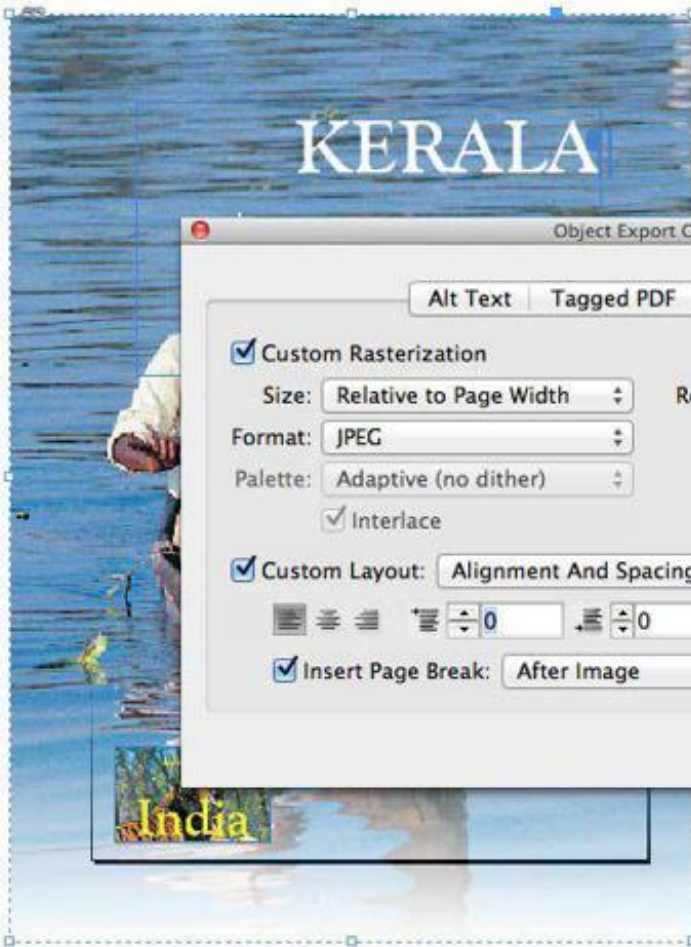 KERALA
Object Export
Alt Text Tagged PDF
Custom Rasterization
Size: Relative to Page Width
Format: JPEG
Palette: Adaptive (no dither)
Interlace
Custom Layout: Alignment And Spacing
0 0
Insert Page Break: After Image
India